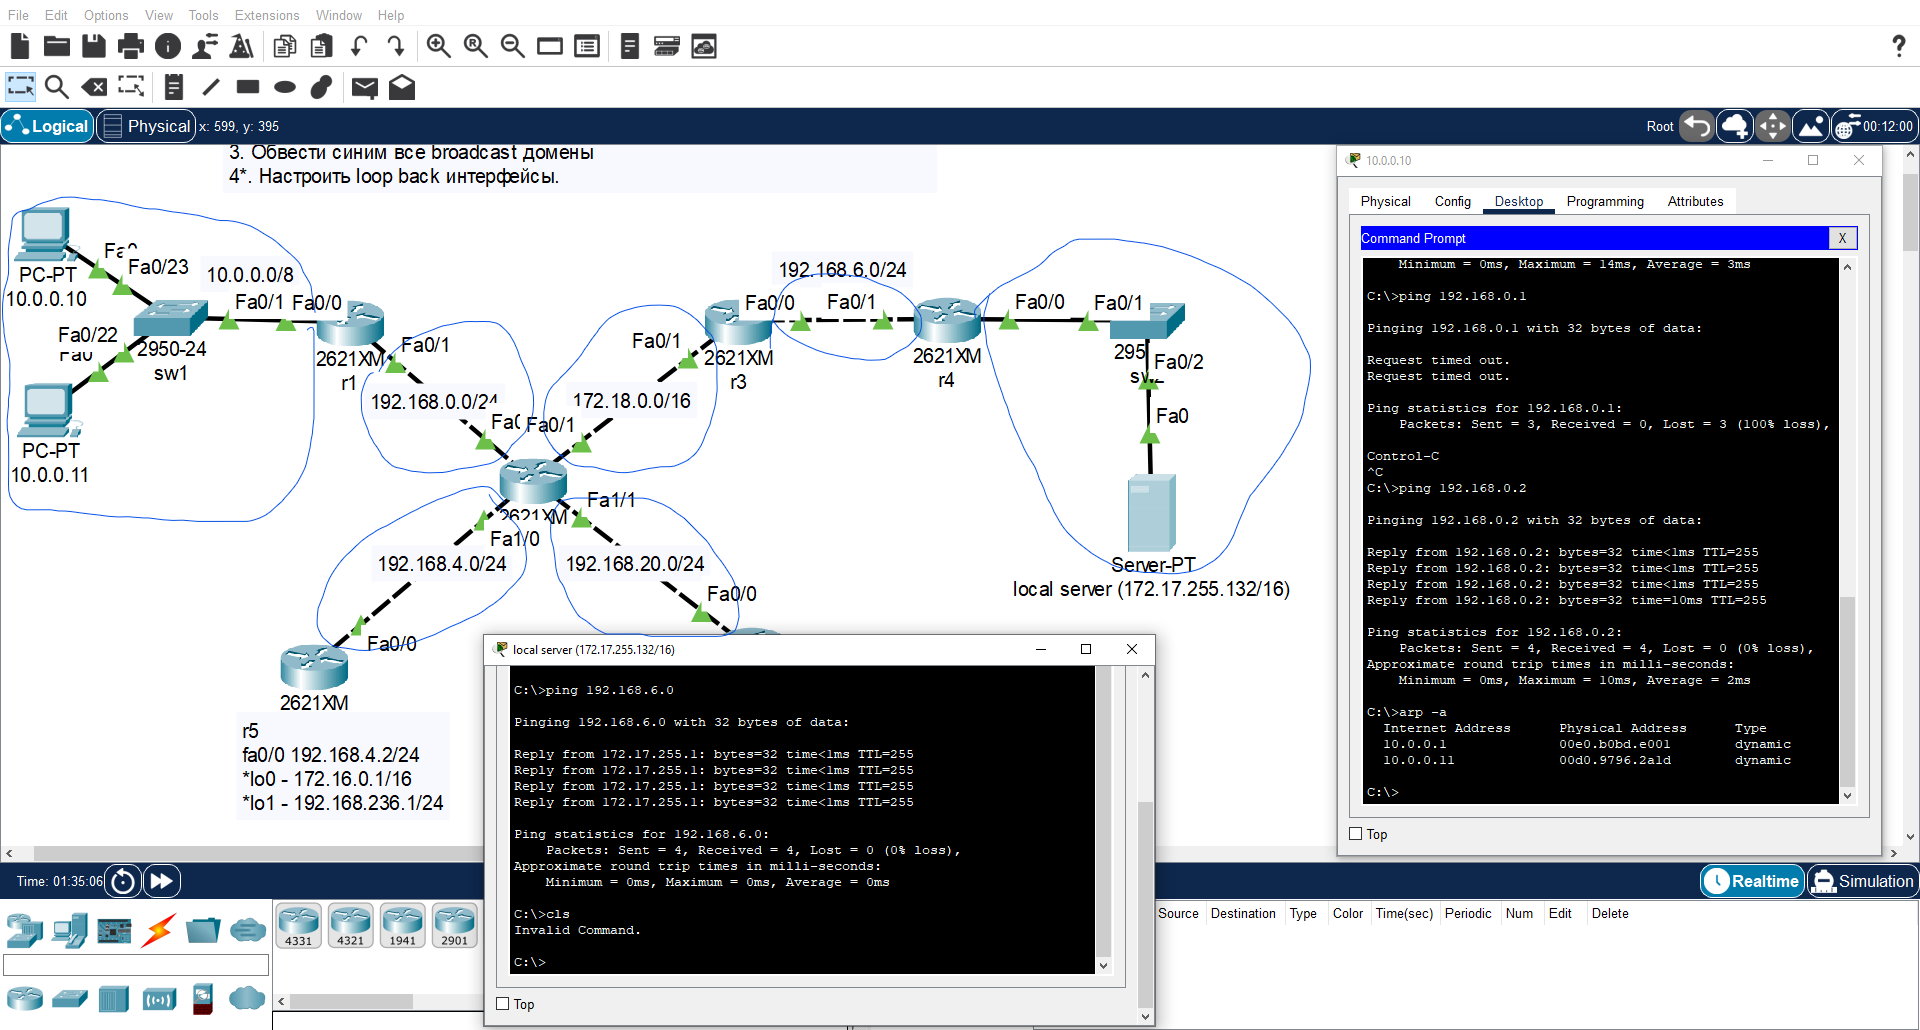 File Edit Options View Tools Extensions Window Help
?
Logical Physical x: 599, y: 395 Root 00:12:00
3. Обвести синим все broadcast домены
4*. Настроить loop back интерфейсы.
PC-PT
10.0.0.10
Fa0/23
10.0.0.0/8
Fa0/1 Fa0/0
Fa0/22
2950-24
sw1
PC-PT
10.0.0.11
2621XM
r1
Fa0/1
192.168.0.0/24
Fa0/1
172.18.0.0/16
Fa0/1
Fa0/0
2621XM
r3
192.168.6.0/24
Fa0/1
2621XM
r4
Fa0/0
Fa0/1
295
Fa0/2
Fa0
Server-PT
local server (172.17.255.132/16)
2621XM
Fa1/1
Fa1/0
192.168.4.0/24
192.168.20.0/24
Fa0/0
Fa0/0
2621XM
r5
fa0/0 192.168.4.2/24
*lo0 - 172.16.0.1/16
*lo1 - 192.168.236.1/24
10.0.0.10
Physical Config Desktop Programming Attributes
Command Prompt X
Minimum = 0ms, Maximum = 14ms, Average = 3ms
C:\>ping 192.168.0.1
Pinging 192.168.0.1 with 32 bytes of data:
Request timed out.
Request timed out.
Ping statistics for 192.168.0.1:
Packets: Sent = 3, Received = 0, Lost = 3 (100% loss),
Control-C
^C
C:\>ping 192.168.0.2
Pinging 192.168.0.2 with 32 bytes of data:
Reply from 192.168.0.2: bytes=32 time<1ms TTL=255
Reply from 192.168.0.2: bytes=32 time<1ms TTL=255
Reply from 192.168.0.2: bytes=32 time<1ms TTL=255
Reply from 192.168.0.2: bytes=32 time=10ms TTL=255
Ping statistics for 192.168.0.2:
Packets: Sent = 4, Received = 4, Lost = 0 (0% loss),
Approximate round trip times in milli-seconds:
Minimum = 0ms, Maximum = 10ms, Average = 2ms
C:\>arp -a
Internet Address Physical Address Type
10.0.0.1 00e0.b0bd.e001 dynamic
10.0.0.11 00d0.9796.2a1d dynamic
C:\>
Top
local server (172.17.255.132/16)
C:\>ping 192.168.6.0
Pinging 192.168.6.0 with 32 bytes of data:
Reply from 172.17.255.1: bytes=32 time<1ms TTL=255
Reply from 172.17.255.1: bytes=32 time<1ms TTL=255
Reply from 172.17.255.1: bytes=32 time<1ms TTL=255
Reply from 172.17.255.1: bytes=32 time<1ms TTL=255
Ping statistics for 192.168.6.0:
Packets: Sent = 4, Received = 4, Lost = 0 (0% loss),
Approximate round trip times in milli-seconds:
Minimum = 0ms, Maximum = 0ms, Average = 0ms
C:\>cls
Invalid Command.
C:\>
Top
Time: 01:35:06
Realtime Simulation
4331 4321 1941 2901
Source Destination Type Color Time(sec) Periodic Num Edit Delete